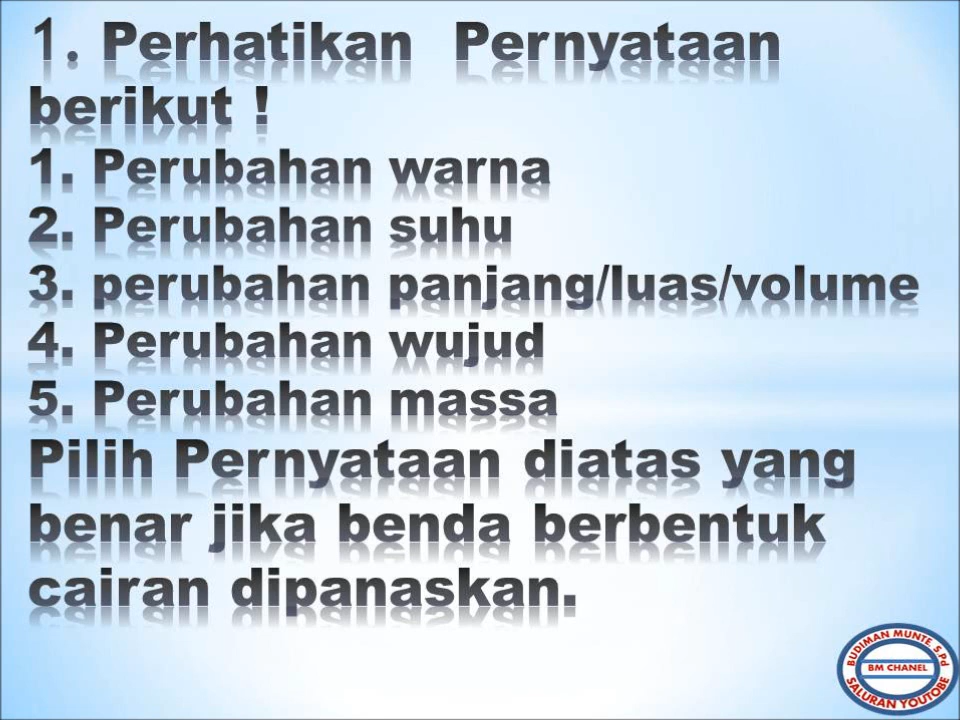 1. Perhatikan Pernyataan
berikut !
1. Perubahan warna
2. Perubahan suhu
3. perubahan panjang/luas/volume
4. Perubahan wujud
5. Perubahan massa
Pilih Pernyataan diatas yang
benar jika benda berbentuk
cairan dipanaskan.
BUDIMAN MUNTE, S.Pd
BM CHANEL
SALURAN YOUTOBE